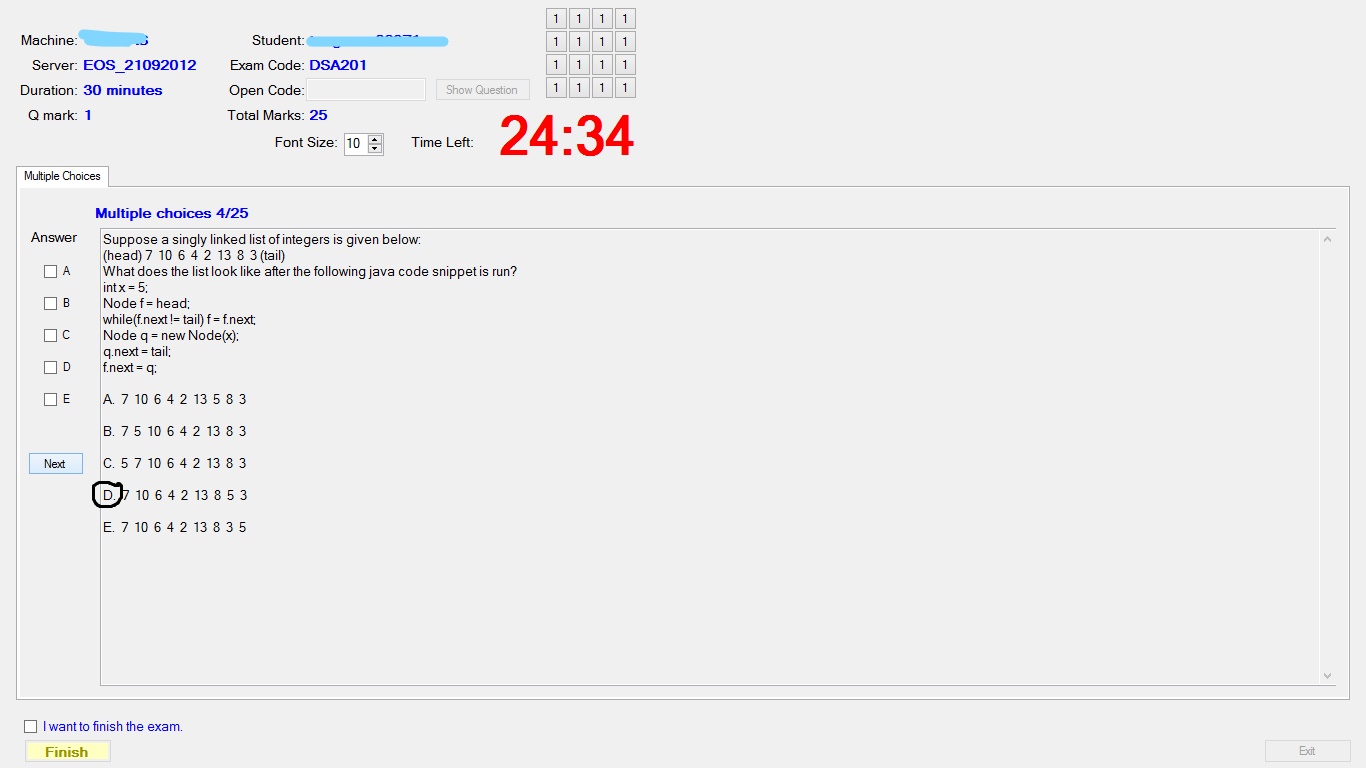 Machine:
Student:
Server: EOS_21092012
Exam Code: DSA201
Duration: 30 minutes
Open Code:
Show Question
Q mark: 1
Total Marks: 25
Font Size: 10
Time Left: 24:34
1 1 1 1
1 1 1 1
1 1 1 1
1 1 1 1
Multiple Choices
Multiple choices 4/25
Answer
A
B
C
D
E
Next
Suppose a singly linked list of integers is given below:
(head) 7 10 6 4 2 13 8 3 (tail)
What does the list look like after the following java code snippet is run?
int x = 5;
Node f = head;
while(f.next != tail) f = f.next;
Node q = new Node(x);
q.next = tail;
f.next = q;
A. 7 10 6 4 2 13 5 8 3
B. 7 5 10 6 4 2 13 8 3
C. 5 7 10 6 4 2 13 8 3
D. 7 10 6 4 2 13 8 5 3
E. 7 10 6 4 2 13 8 3 5
I want to finish the exam.
Finish
Exit